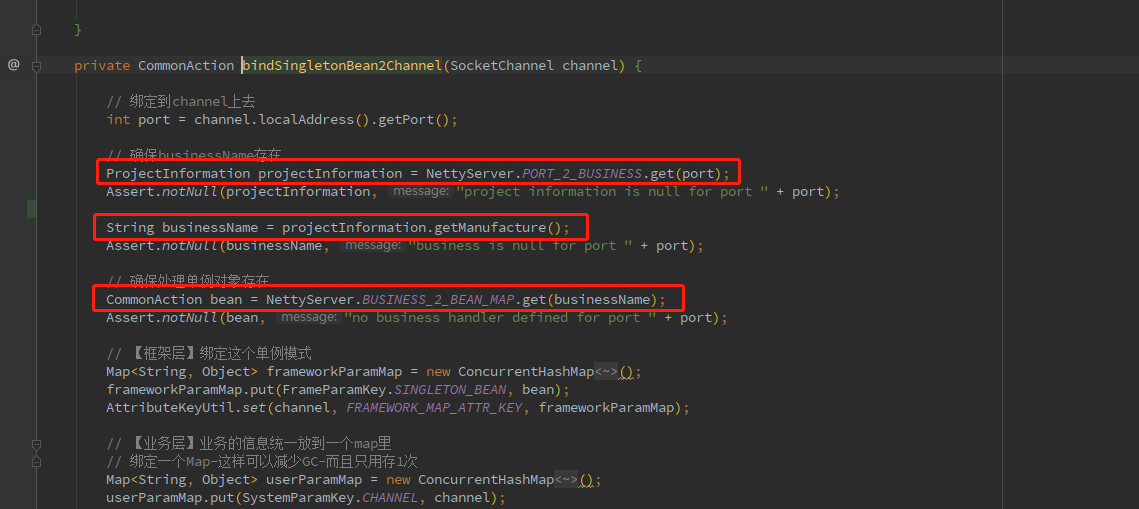 }
@ private CommonAction bindSingletonBean2Channel(SocketChannel channel) {
// 绑定到channel上去
int port = channel.localAddress().getPort();
// 确保businessName存在
ProjectInformation projectInformation = NettyServer.PORT_2_BUSINESS.get(port);
Assert.notNull(projectInformation, message: "project information is null for port " + port);
String businessName = projectInformation.getManufacture();
Assert.notNull(businessName, message: "business is null for port " + port);
// 确保处理单例对象存在
CommonAction bean = NettyServer.BUSINESS_2_BEAN_MAP.get(businessName);
Assert.notNull(bean, message: "no business handler defined for port " + port);
// 【框架层】绑定这个单例模式
Map<String, Object> frameworkParamMap = new ConcurrentHashMap<~>();
frameworkParamMap.put(FrameParamKey.SINGLETON_BEAN, bean);
AttributeKeyUtil.set(channel, FRAMEWORK_MAP_ATTR_KEY, frameworkParamMap);
// 【业务层】业务的信息统一放到一个map里
// 绑定一个Map-这样可以减少GC-而且只用存1次
Map<String, Object> userParamMap = new ConcurrentHashMap<~>();
userParamMap.put(SystemParamKey.CHANNEL, channel);